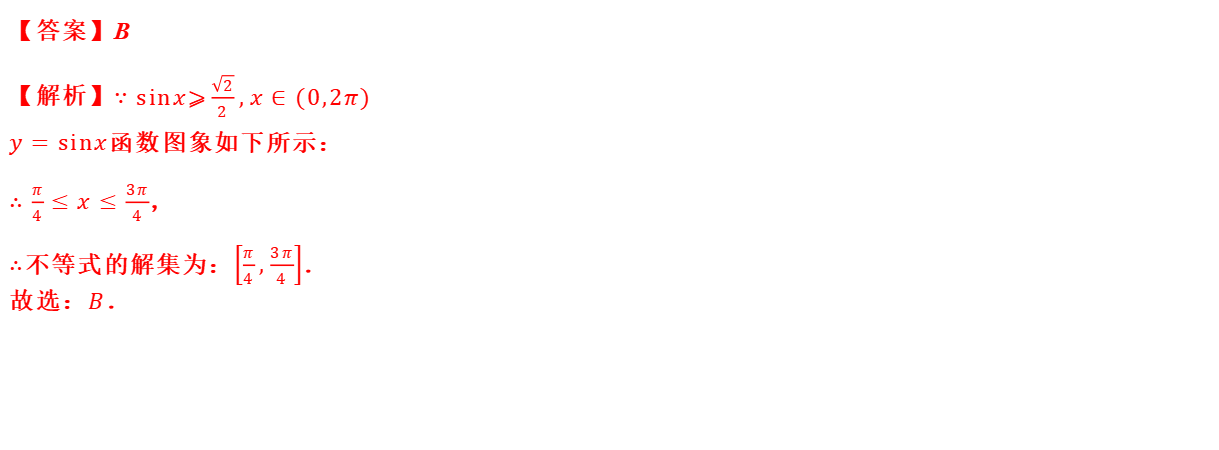 【答案】B
【解析】∵ sinx⩾√2/2, x ∈ (0,2π)
y = sinx函数图象如下所示：
∴ π/4 ≤ x ≤ 3π/4，
∴不等式的解集为：[π/4, 3π/4]．
故选：B．